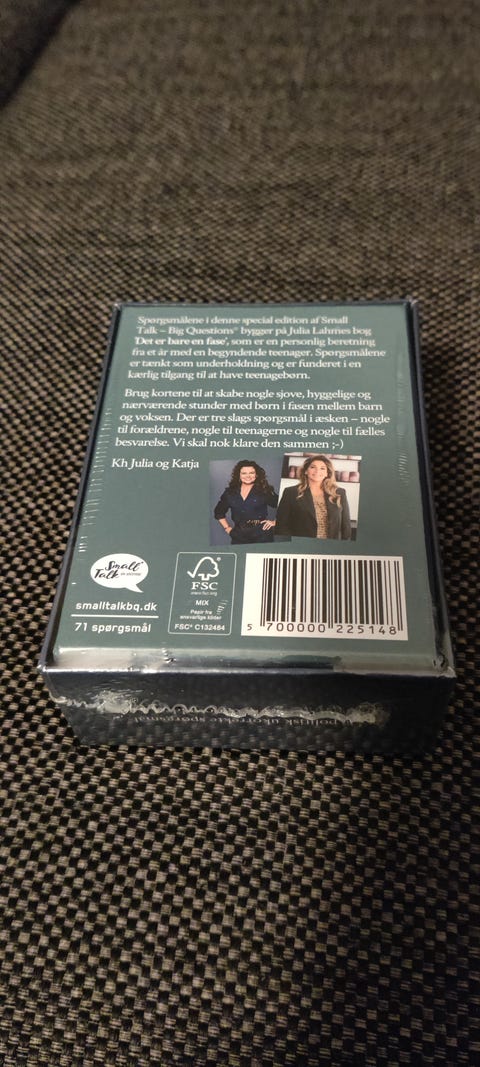 Spørgsmålene i denne special edition af Small
Talk – Big Questions® bygger på Julia Lahmes bog
'Det er bare en fase', som er en personlig beretning
fra et år med en begyndende teenager. Spørgsmålene
er tænkt som underholdning og er funderet i en
kærlig tilgang til at have teenagebørn.
Brug kortene til at skabe nogle sjove, hyggelige og
nærværende stunder med børn i fasen mellem barn
og voksen. Der er tre slags spørgsmål i æsken – nogle
til forældrene, nogle til teenagerne og nogle til fælles
besvarelse. Vi skal nok klare den sammen ;-)
Kh Julia og Katja
Small
Talk
smalltalkbq.dk
71 spørgsmål
FSC
www.fsc.org
MIX
Papir fra
ansvarlige kilder
FSC® C132484
5 700000 225148
politisk ukorrekte spørgsmål